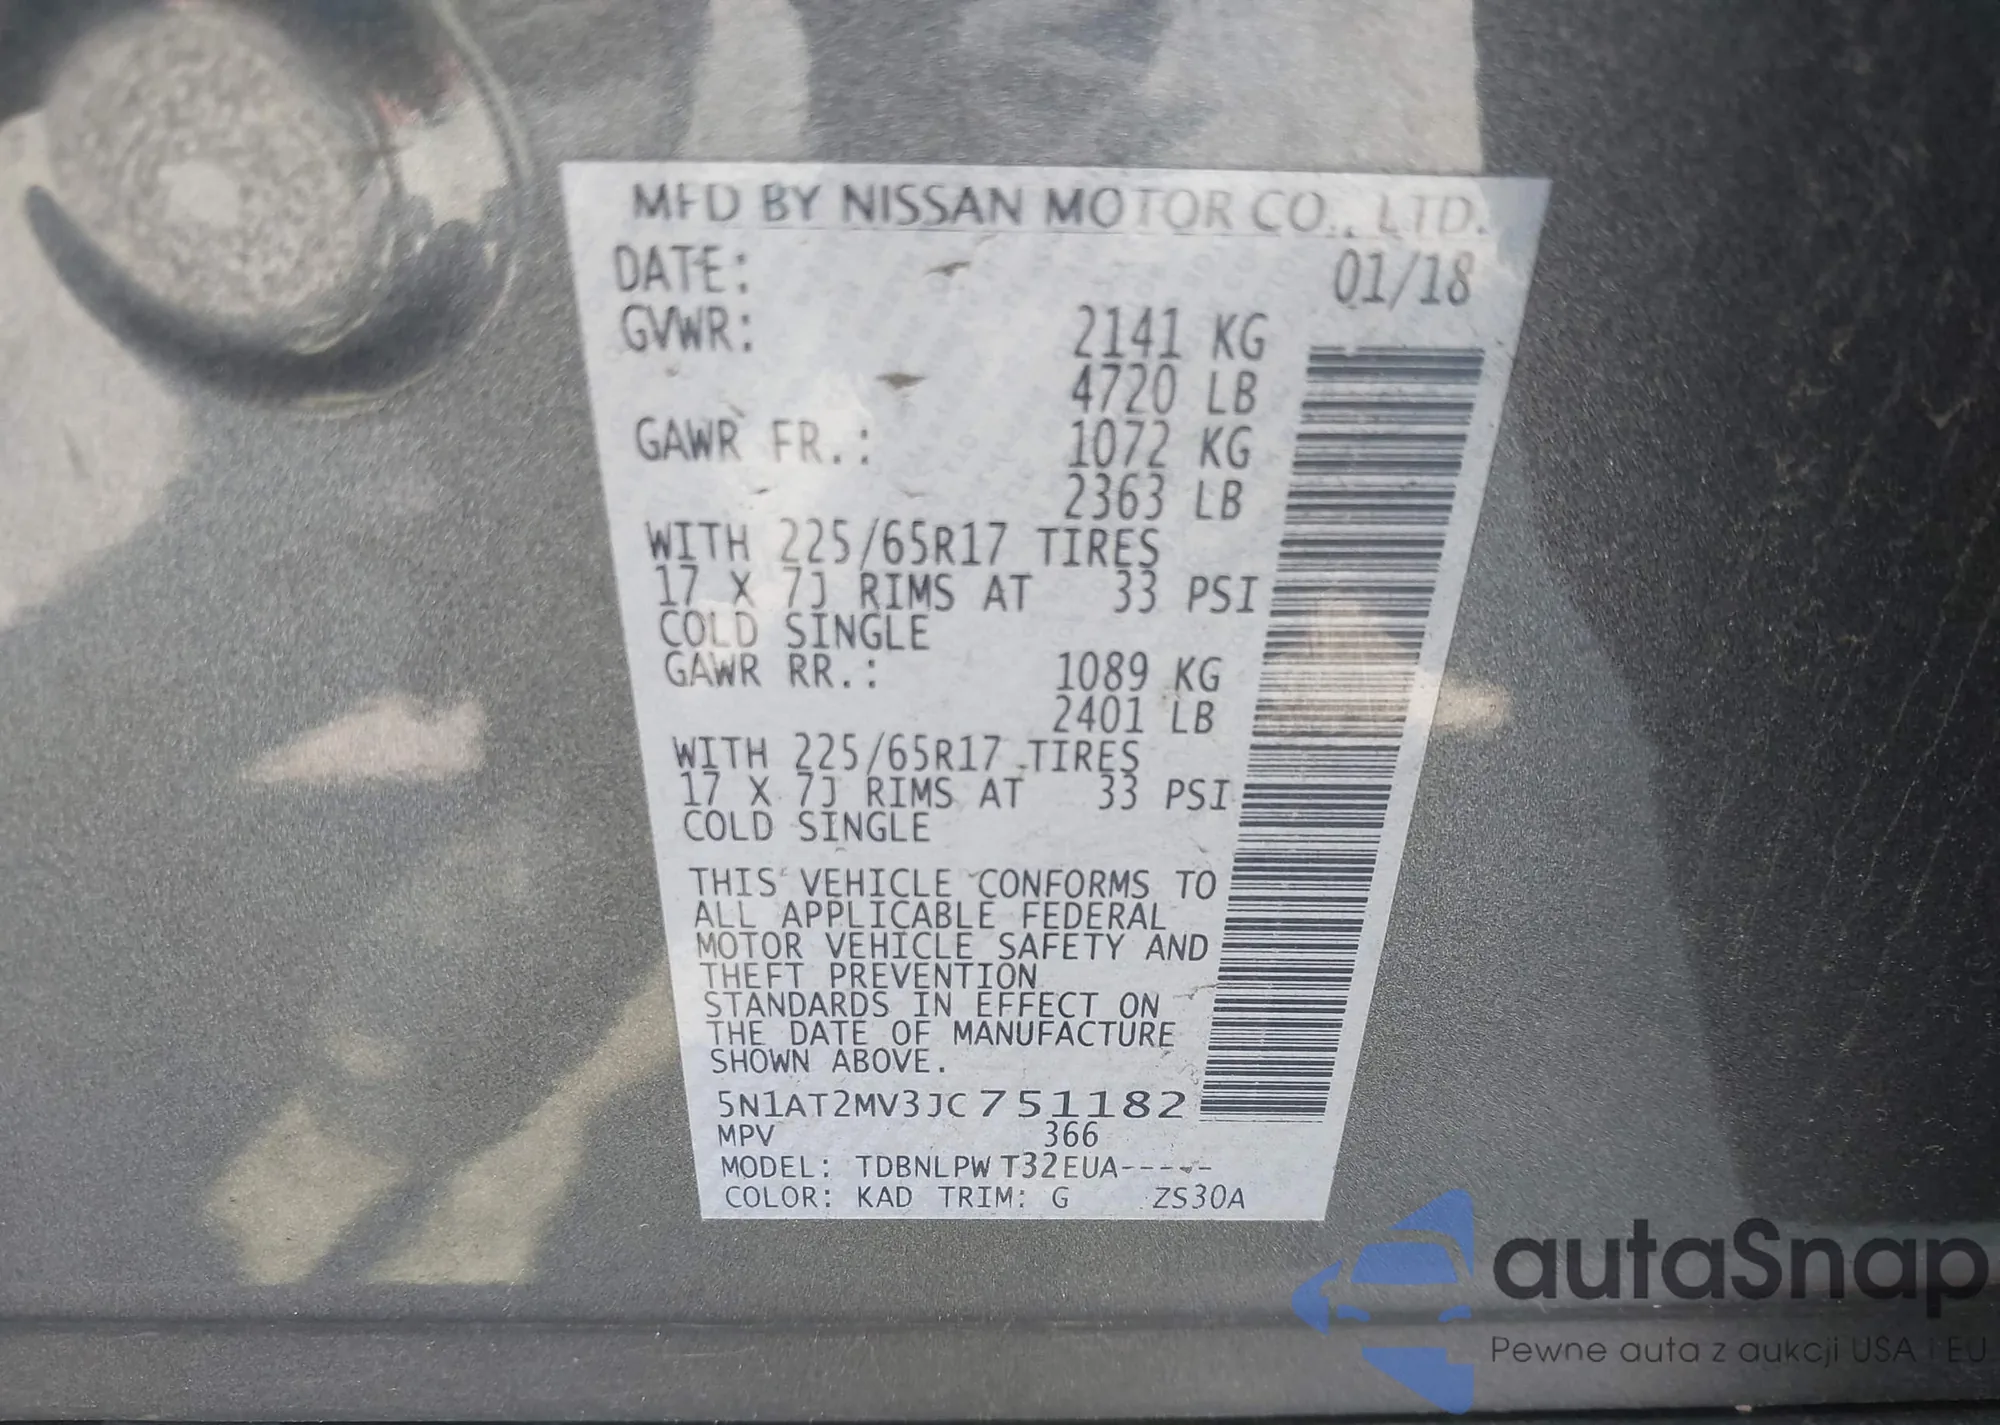 MFD BY NISSAN MOTOR CO., LTD.
DATE: 01/18
GVWR: 2141 KG
4720 LB
GAWR FR.: 1072 KG
2363 LB
WITH 225/65R17 TIRES
17 X 7J RIMS AT 33 PSI
COLD SINGLE
GAWR RR.: 1089 KG
2401 LB
WITH 225/65R17 TIRES
17 X 7J RIMS AT 33 PSI
COLD SINGLE
THIS VEHICLE CONFORMS TO
ALL APPLICABLE FEDERAL
MOTOR VEHICLE SAFETY AND
THEFT PREVENTION
STANDARDS IN EFFECT ON
THE DATE OF MANUFACTURE
SHOWN ABOVE.
5N1AT2MV3JC751182
MPV 366
MODEL: TDBNLPW T32EUA-----
COLOR: KAD TRIM: G ZS30A
autaSnap
Pewne auta z aukcji USA i EU